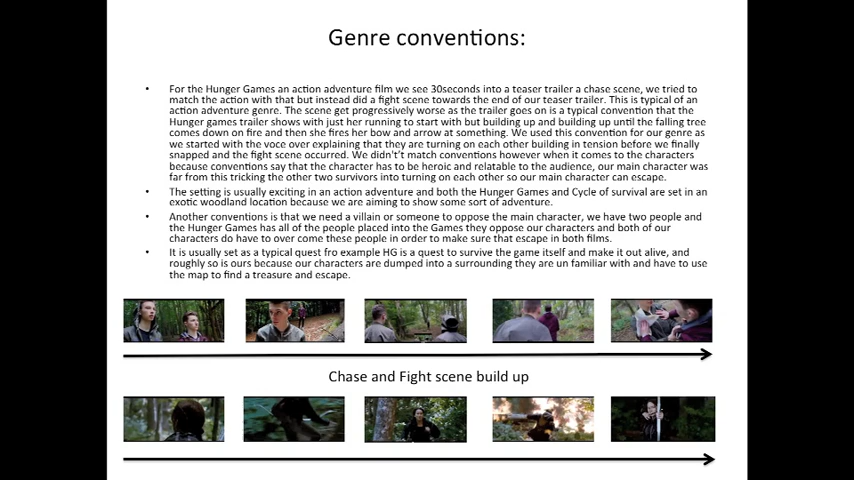 Genre conventions:
• For the Hunger Games an action adventure film we see 30seconds into a teaser trailer a chase scene, we tried to
match the action with that but instead did a fight scene towards the end of our teaser trailer. This is typical of an
action adventure genre. The scene get progressively worse as the trailer goes on is a typical convention that the
Hunger games trailer shows with just her running to start with but building up and building up until the falling tree
comes down on fire and then she fires her bow and arrow at something. We used this convention for our genre as
we started with the voce over explaining that they are turning on each other building in tension before we finally
snapped and the fight scene occurred. We didn't't match conventions however when it comes to the characters
because conventions say that the character has to be heroic and relatable to the audience, our main character was
far from this tricking the other two survivors into turning on each other so our main character can escape.
• The setting is usually exciting in an action adventure and both the Hunger Games and Cycle of survival are set in an
exotic woodland location because we are aiming to show some sort of adventure.
• Another conventions is that we need a villain or someone to oppose the main character, we have two people and
the Hunger Games has all of the people placed into the Games they oppose our characters and both of our
characters do have to over come these people in order to make sure that escape in both films.
• It is usually set as a typical quest fro example HG is a quest to survive the game itself and make it out alive, and
roughly so is ours because our characters are dumped into a surrounding they are un familiar with and have to use
the map to find a treasure and escape.
Chase and Fight scene build up